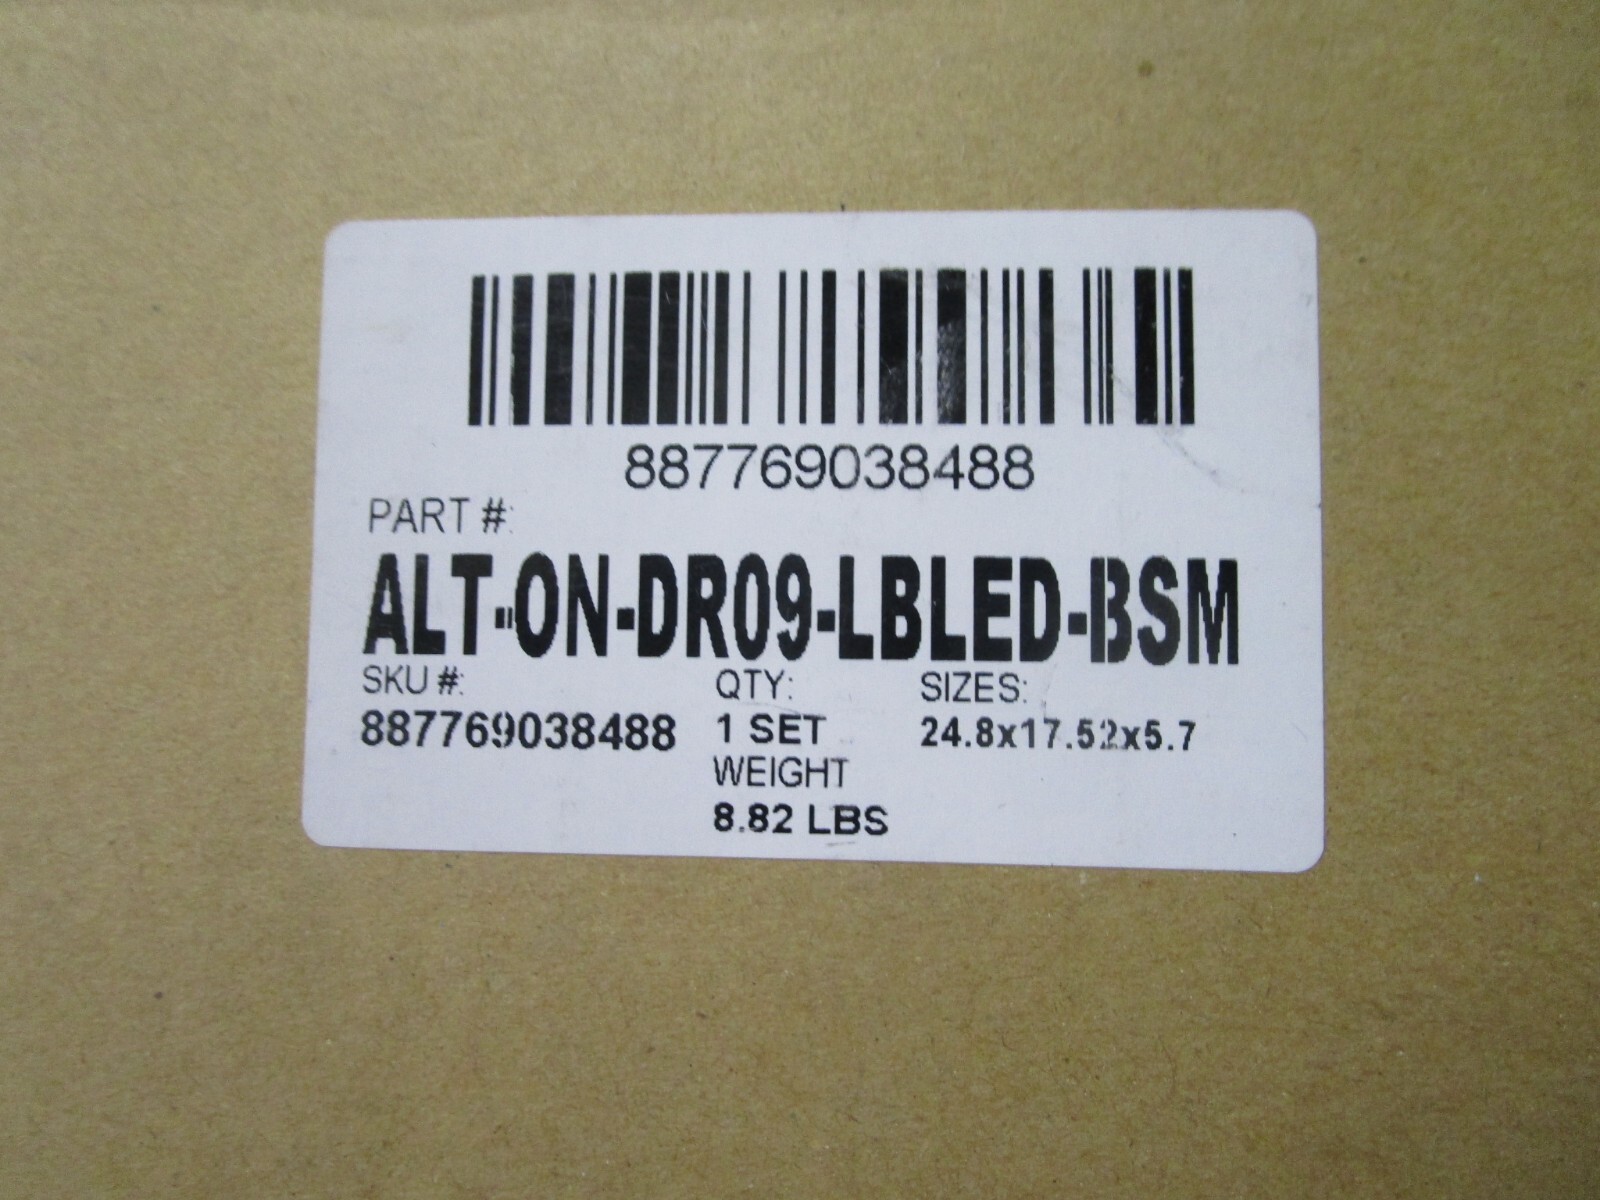 887769038488
PART #:
ALT-ON-DR09-LBLED-BSM
SKU #: QTY: SIZES:
887769038488 1 SET 24.8x17.52x5.7
WEIGHT
8.82 LBS